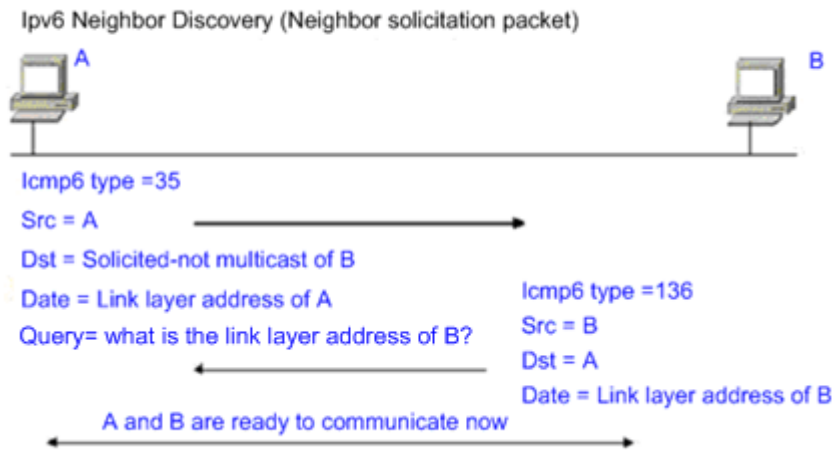 Ipv6 Neighbor Discovery (Neighbor solicitation packet)
A
B
Icmp6 type =35
Src = A
Dst = Solicited-not multicast of B
Date = Link layer address of A
Query= what is the link layer address of B?
Icmp6 type =136
Src = B
Dst = A
Date = Link layer address of B
A and B are ready to communicate now